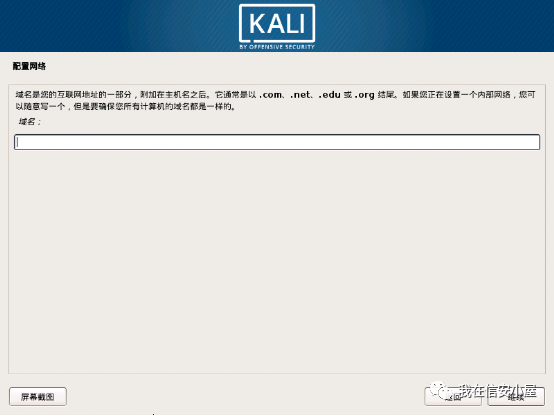 KALI
BY OFFENSIVE SECURITY
配置网络
域名是您的互联网地址的一部分，附加在主机名之后。它通常是以 .com、.net、.edu 或 .org 结尾。如果您正在设置一个内部网络，您可
以随意写一个，但是要确保您所有计算机的域名都是一样的。
域名：
屏幕截图
返回
继续
我在信安小屋